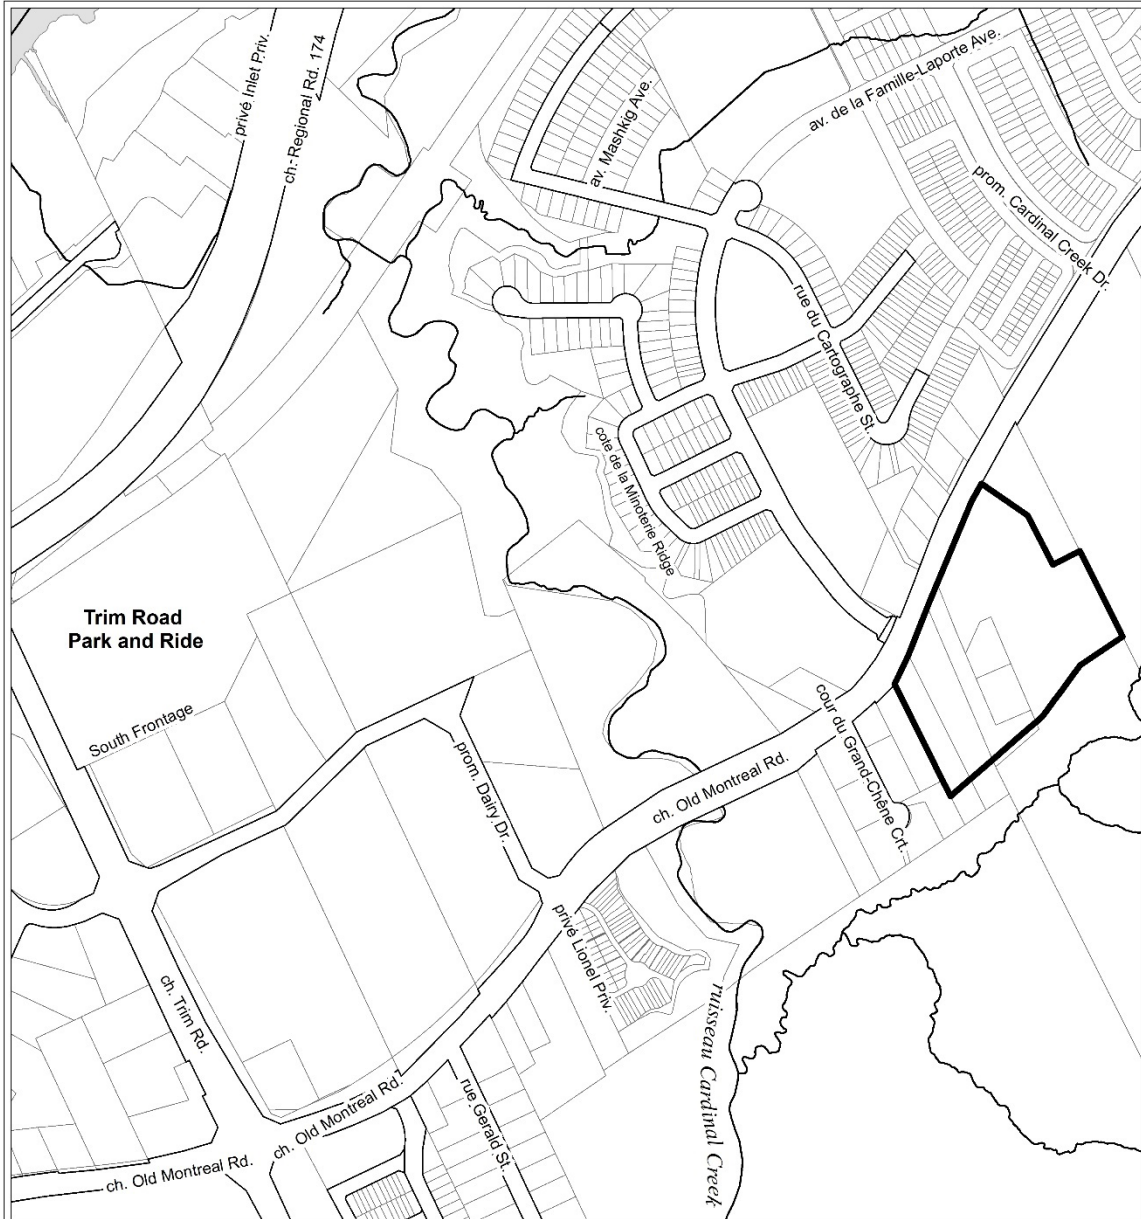 privé Inlet Priv.
ch. Regional Rd. 174
av. Mashkig Ave.
av. de la Famille-Laporte Ave.
prom. Cardinal Creek Dr.
rue du Cartographe St.
cote de la Minoterie Ridge
Trim Road
Park and Ride
South Frontage
prom. Dairy Dr.
ch. Old Montreal Rd.
cour du Grand-Chêne Crt.
privé Lionel Priv.
ch. Trim Rd.
ruisseau Cardinal Creek
rue Gerald St.
ch. Old Montreal Rd.
ch. Old Montreal Rd.